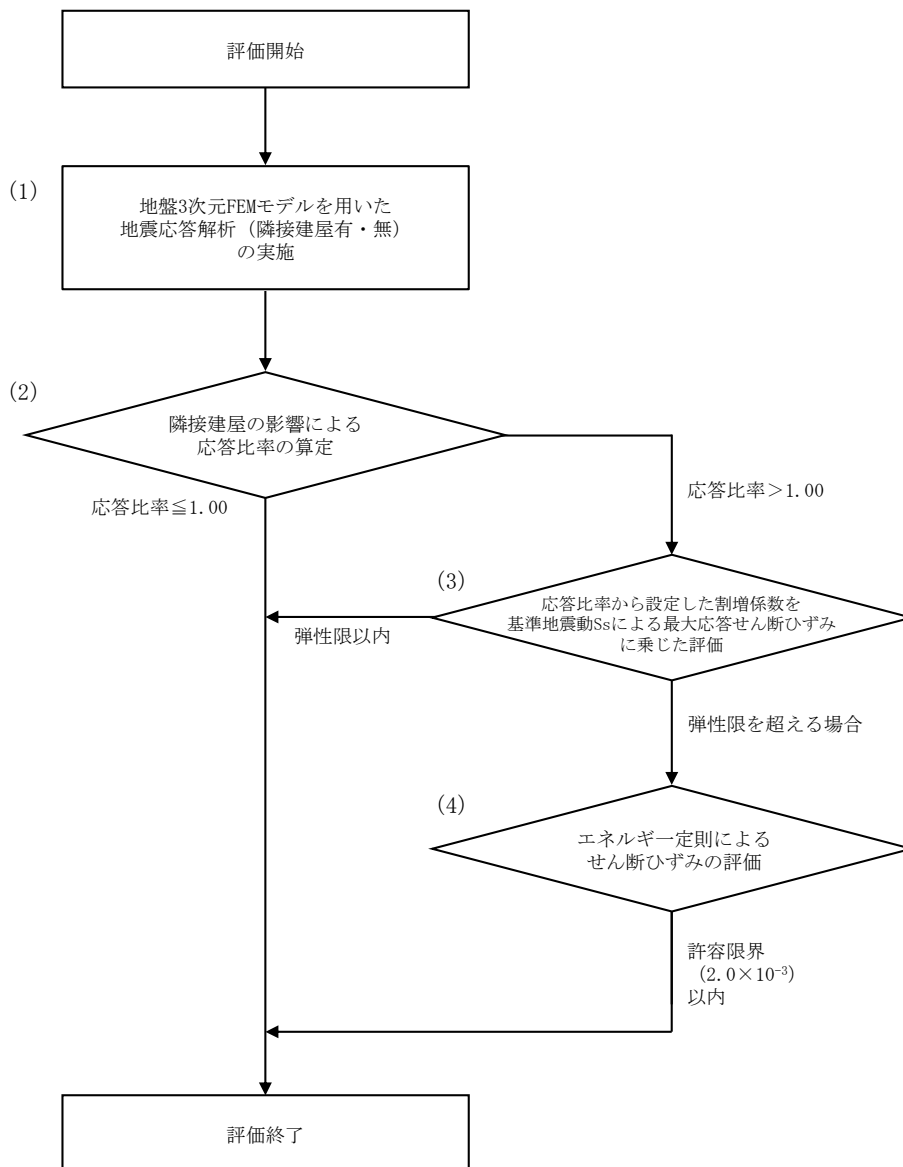 評価開始
(1)
地盤3次元FEMモデルを用いた
地震応答解析（隣接建屋有・無）
の実施
(2)
隣接建屋の影響による
応答比率の算定
応答比率≦1.00
応答比率＞1.00
(3)
応答比率から設定した割増係数を
基準地震動Ssによる最大応答せん断ひずみ
に乗じた評価
弾性限以内
弾性限を超える場合
(4)
エネルギー定則による
せん断ひずみの評価
許容限界
（2.0×10⁻³）
以内
評価終了